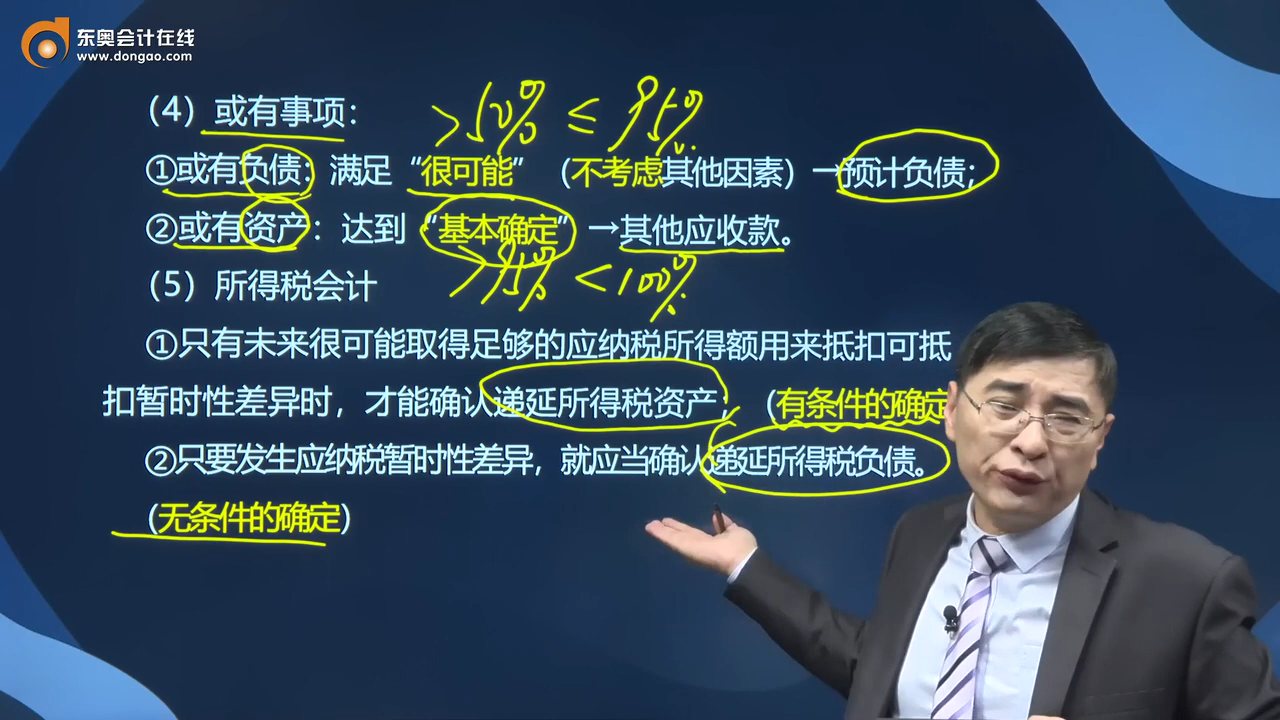 东奥会计在线
www.dongao.com
（4）或有事项：
>50% ≤ 95%
①或有负债：满足“很可能”（不考虑其他因素）→预计负债；
②或有资产：达到“基本确定”→其他应收款。
>95% <100%
（5）所得税会计
①只有未来很可能取得足够的应纳税所得额用来抵扣可抵
扣暂时性差异时，才能确认递延所得税资产，（有条件的确定
②只要发生应纳税暂时性差异，就应当确认递延所得税负债。
（无条件的确定）